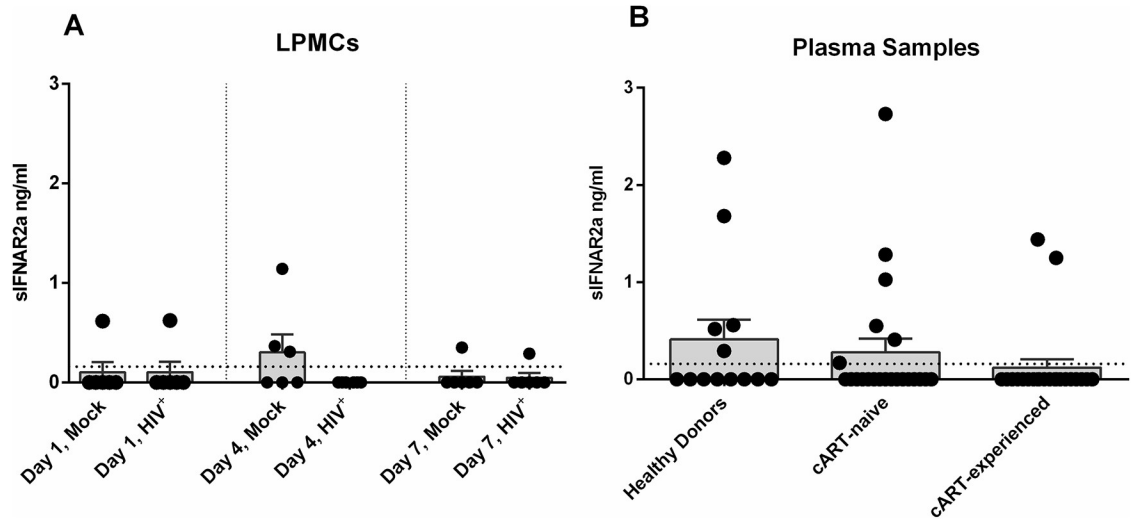 A
LPMCs
sIFNAR2a ng/ml
3
2
1
0
Day 1, Mock
Day 1, HIV+
Day 4, Mock
Day 4, HIV+
Day 7, Mock
Day 7, HIV+
B
Plasma Samples
sIFNAR2a ng/ml
3
2
1
0
Healthy Donors
cART-naive
cART-experienced